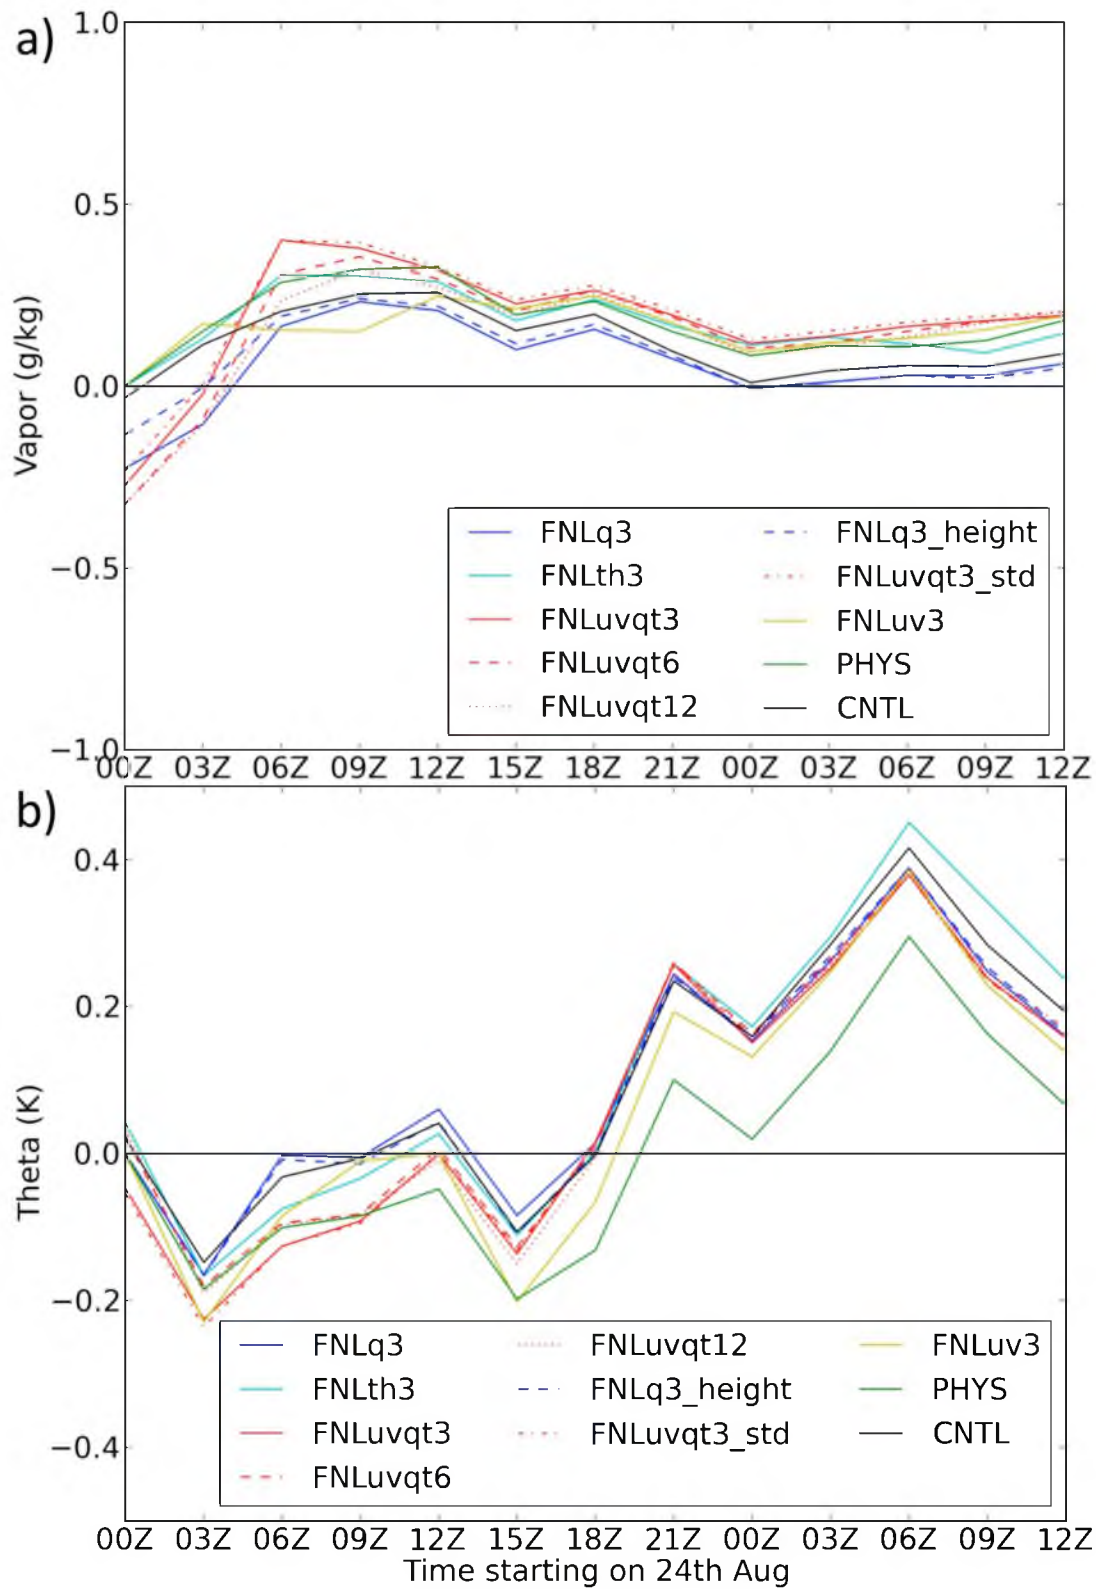 a)
1.0
0.5
0.0
−0.5
−1.0
Vapor (g/kg)
FNLq3 FNLq3_height
FNLth3 FNLuvqt3_std
FNLuvqt3 FNLuv3
FNLuvqt6 PHYS
FNLuvqt12 CNTL
00Z 03Z 06Z 09Z 12Z 15Z 18Z 21Z 00Z 03Z 06Z 09Z 12Z
b)
0.4
0.2
0.0
−0.2
−0.4
Theta (K)
FNLq3 FNLuvqt12 FNLuv3
FNLth3 FNLq3_height PHYS
FNLuvqt3 FNLuvqt3_std CNTL
FNLuvqt6
00Z 03Z 06Z 09Z 12Z 15Z 18Z 21Z 00Z 03Z 06Z 09Z 12Z
Time starting on 24th Aug